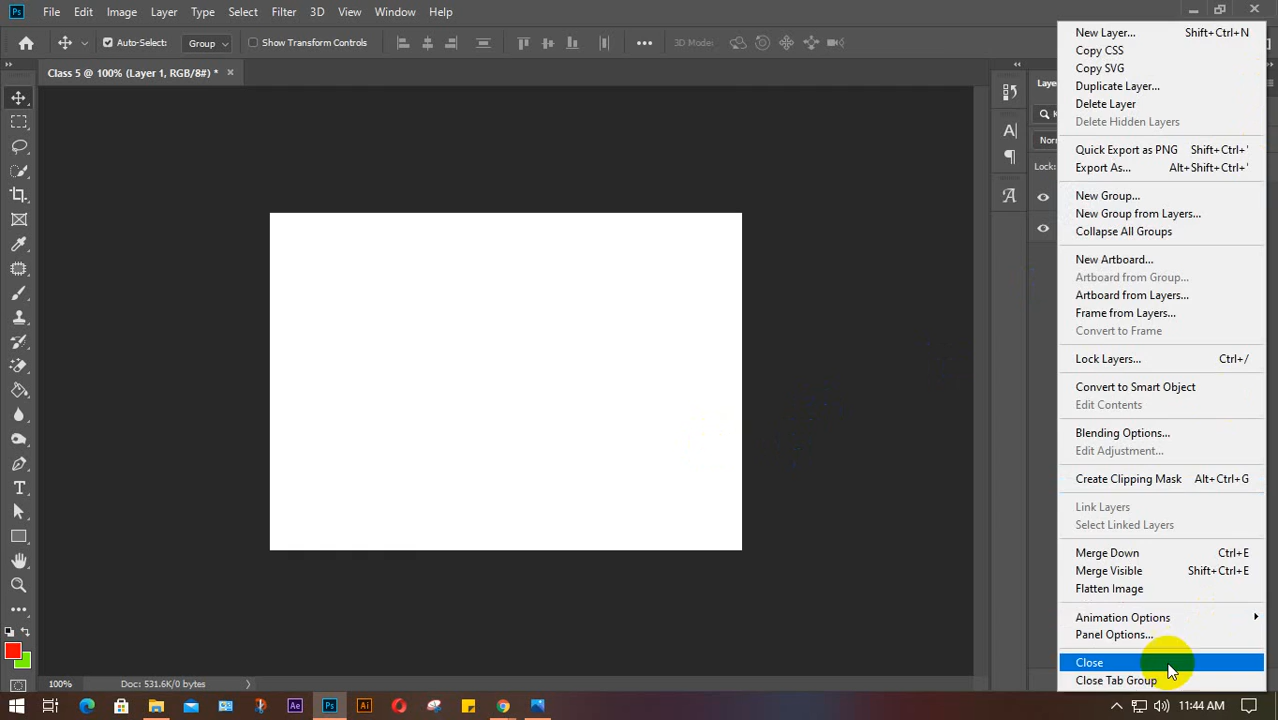 Ps File Edit Image Layer Type Select Filter 3D View Window Help
Auto-Select: Group Show Transform Controls 3D Mode:
Class 5 @ 100% (Layer 1, RGB/8#) *
New Layer... Shift+Ctrl+N
Copy CSS
Copy SVG
Duplicate Layer...
Delete Layer
Delete Hidden Layers
Quick Export as PNG Shift+Ctrl+'
Export As... Alt+Shift+Ctrl+'
New Group...
New Group from Layers...
Collapse All Groups
New Artboard...
Artboard from Group...
Artboard from Layers...
Frame from Layers...
Convert to Frame
Lock Layers... Ctrl+/
Convert to Smart Object
Edit Contents
Blending Options...
Edit Adjustment...
Create Clipping Mask Alt+Ctrl+G
Link Layers
Select Linked Layers
Merge Down Ctrl+E
Merge Visible Shift+Ctrl+E
Flatten Image
Animation Options
Panel Options...
Close
Close Tab Group
Lock:
100% Doc: 531.6K/0 bytes
Ae Ps Ai 11:44 AM